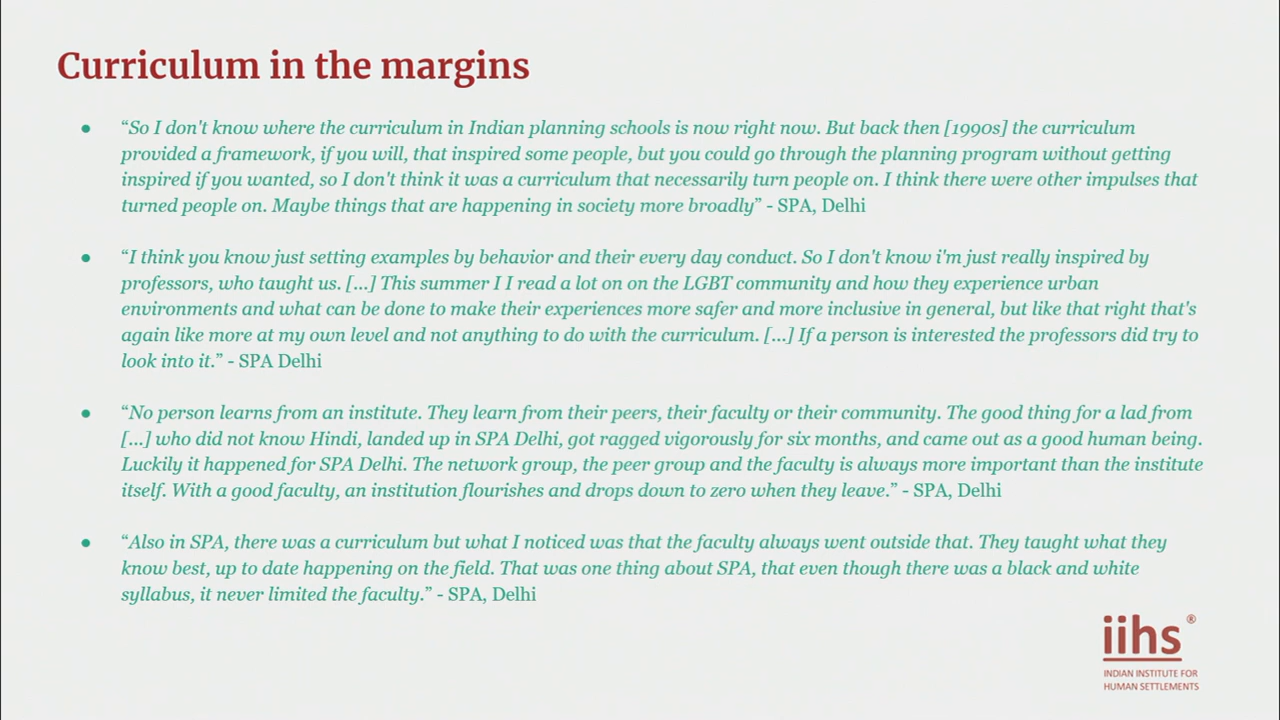 Curriculum in the margins
● “So I don't know where the curriculum in Indian planning schools is now right now. But back then [1990s] the curriculum
provided a framework, if you will, that inspired some people, but you could go through the planning program without getting
inspired if you wanted, so I don't think it was a curriculum that necessarily turn people on. I think there were other impulses that
turned people on. Maybe things that are happening in society more broadly” - SPA, Delhi
● “I think you know just setting examples by behavior and their every day conduct. So I don't know i'm just really inspired by
professors, who taught us. [...] This summer I I read a lot on on the LGBT community and how they experience urban
environments and what can be done to make their experiences more safer and more inclusive in general, but like that right that's
again like more at my own level and not anything to do with the curriculum. [...] If a person is interested the professors did try to
look into it.” - SPA Delhi
● “No person learns from an institute. They learn from their peers, their faculty or their community. The good thing for a lad from
[...] who did not know Hindi, landed up in SPA Delhi, got ragged vigorously for six months, and came out as a good human being.
Luckily it happened for SPA Delhi. The network group, the peer group and the faculty is always more important than the institute
itself. With a good faculty, an institution flourishes and drops down to zero when they leave.” - SPA, Delhi
● “Also in SPA, there was a curriculum but what I noticed was that the faculty always went outside that. They taught what they
know best, up to date happening on the field. That was one thing about SPA, that even though there was a black and white
syllabus, it never limited the faculty.” - SPA, Delhi
iihs®
INDIAN INSTITUTE FOR
HUMAN SETTLEMENTS